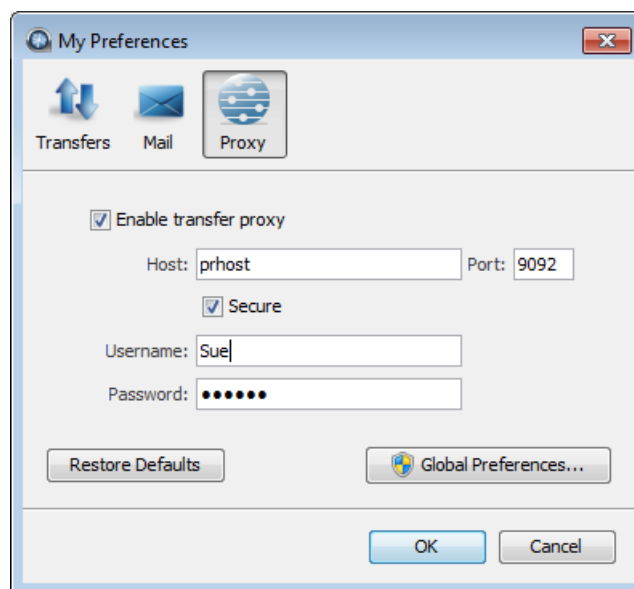 My Preferences
Transfers Mail Proxy
Enable transfer proxy
Host: prhost Port: 9092
Secure
Username: Sue
Password: ••••••
Restore Defaults Global Preferences...
OK Cancel